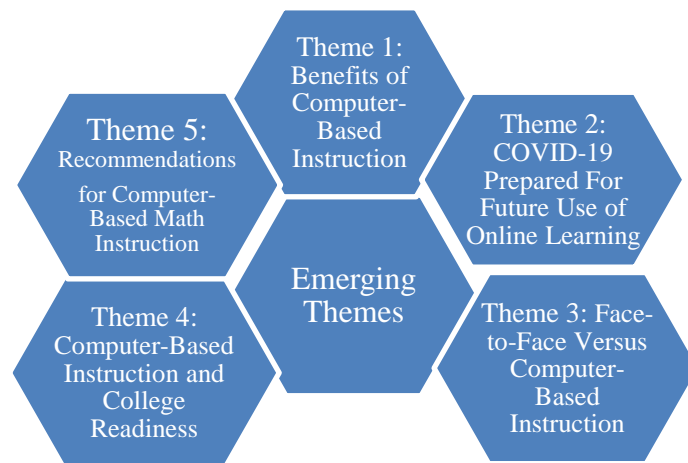 Theme 1:
Benefits of
Computer-
Based
Instruction
Theme 2:
COVID-19
Prepared For
Future Use of
Online Learning
Theme 3: Face-
to-Face Versus
Computer-
Based
Instruction
Theme 4:
Computer-Based
Instruction and
College
Readiness
Theme 5:
Recommendations
for Computer-
Based Math
Instruction
Emerging
Themes